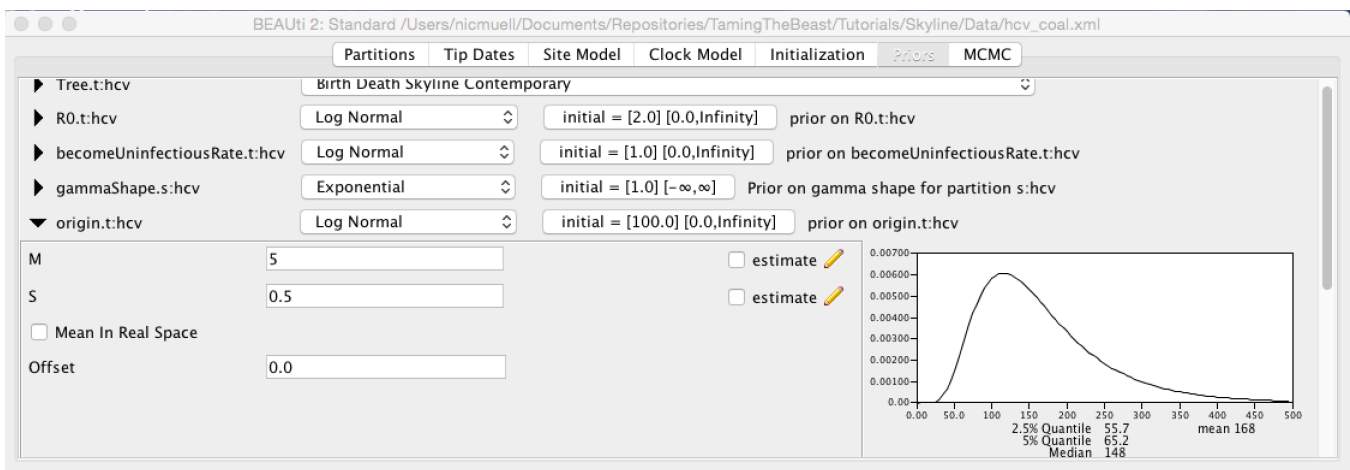 BEAUti 2: Standard /Users/nicmuell/Documents/Repositories/TamingTheBeast/Tutorials/Skyline/Data/hcv_coal.xml
Partitions Tip Dates Site Model Clock Model Initialization Priors MCMC
Tree.t:hcv Birth Death Skyline Contemporary
R0.t:hcv Log Normal initial = [2.0] [0.0,Infinity] prior on R0.t:hcv
becomeUninfectiousRate.t:hcv Log Normal initial = [1.0] [0.0,Infinity] prior on becomeUninfectiousRate.t:hcv
gammaShape.s:hcv Exponential initial = [1.0] [-∞,∞] Prior on gamma shape for partition s:hcv
origin.t:hcv Log Normal initial = [100.0] [0.0,Infinity] prior on origin.t:hcv
M 5 estimate
S 0.5 estimate
Mean In Real Space
Offset 0.0
0.00700
0.00600
0.00500
0.00400
0.00300
0.00200
0.00100
0.00
0.00 50.0 100 150 200 250 300 350 400 450 500
2.5% Quantile 55.7 mean 168
5% Quantile 65.2
Median 148